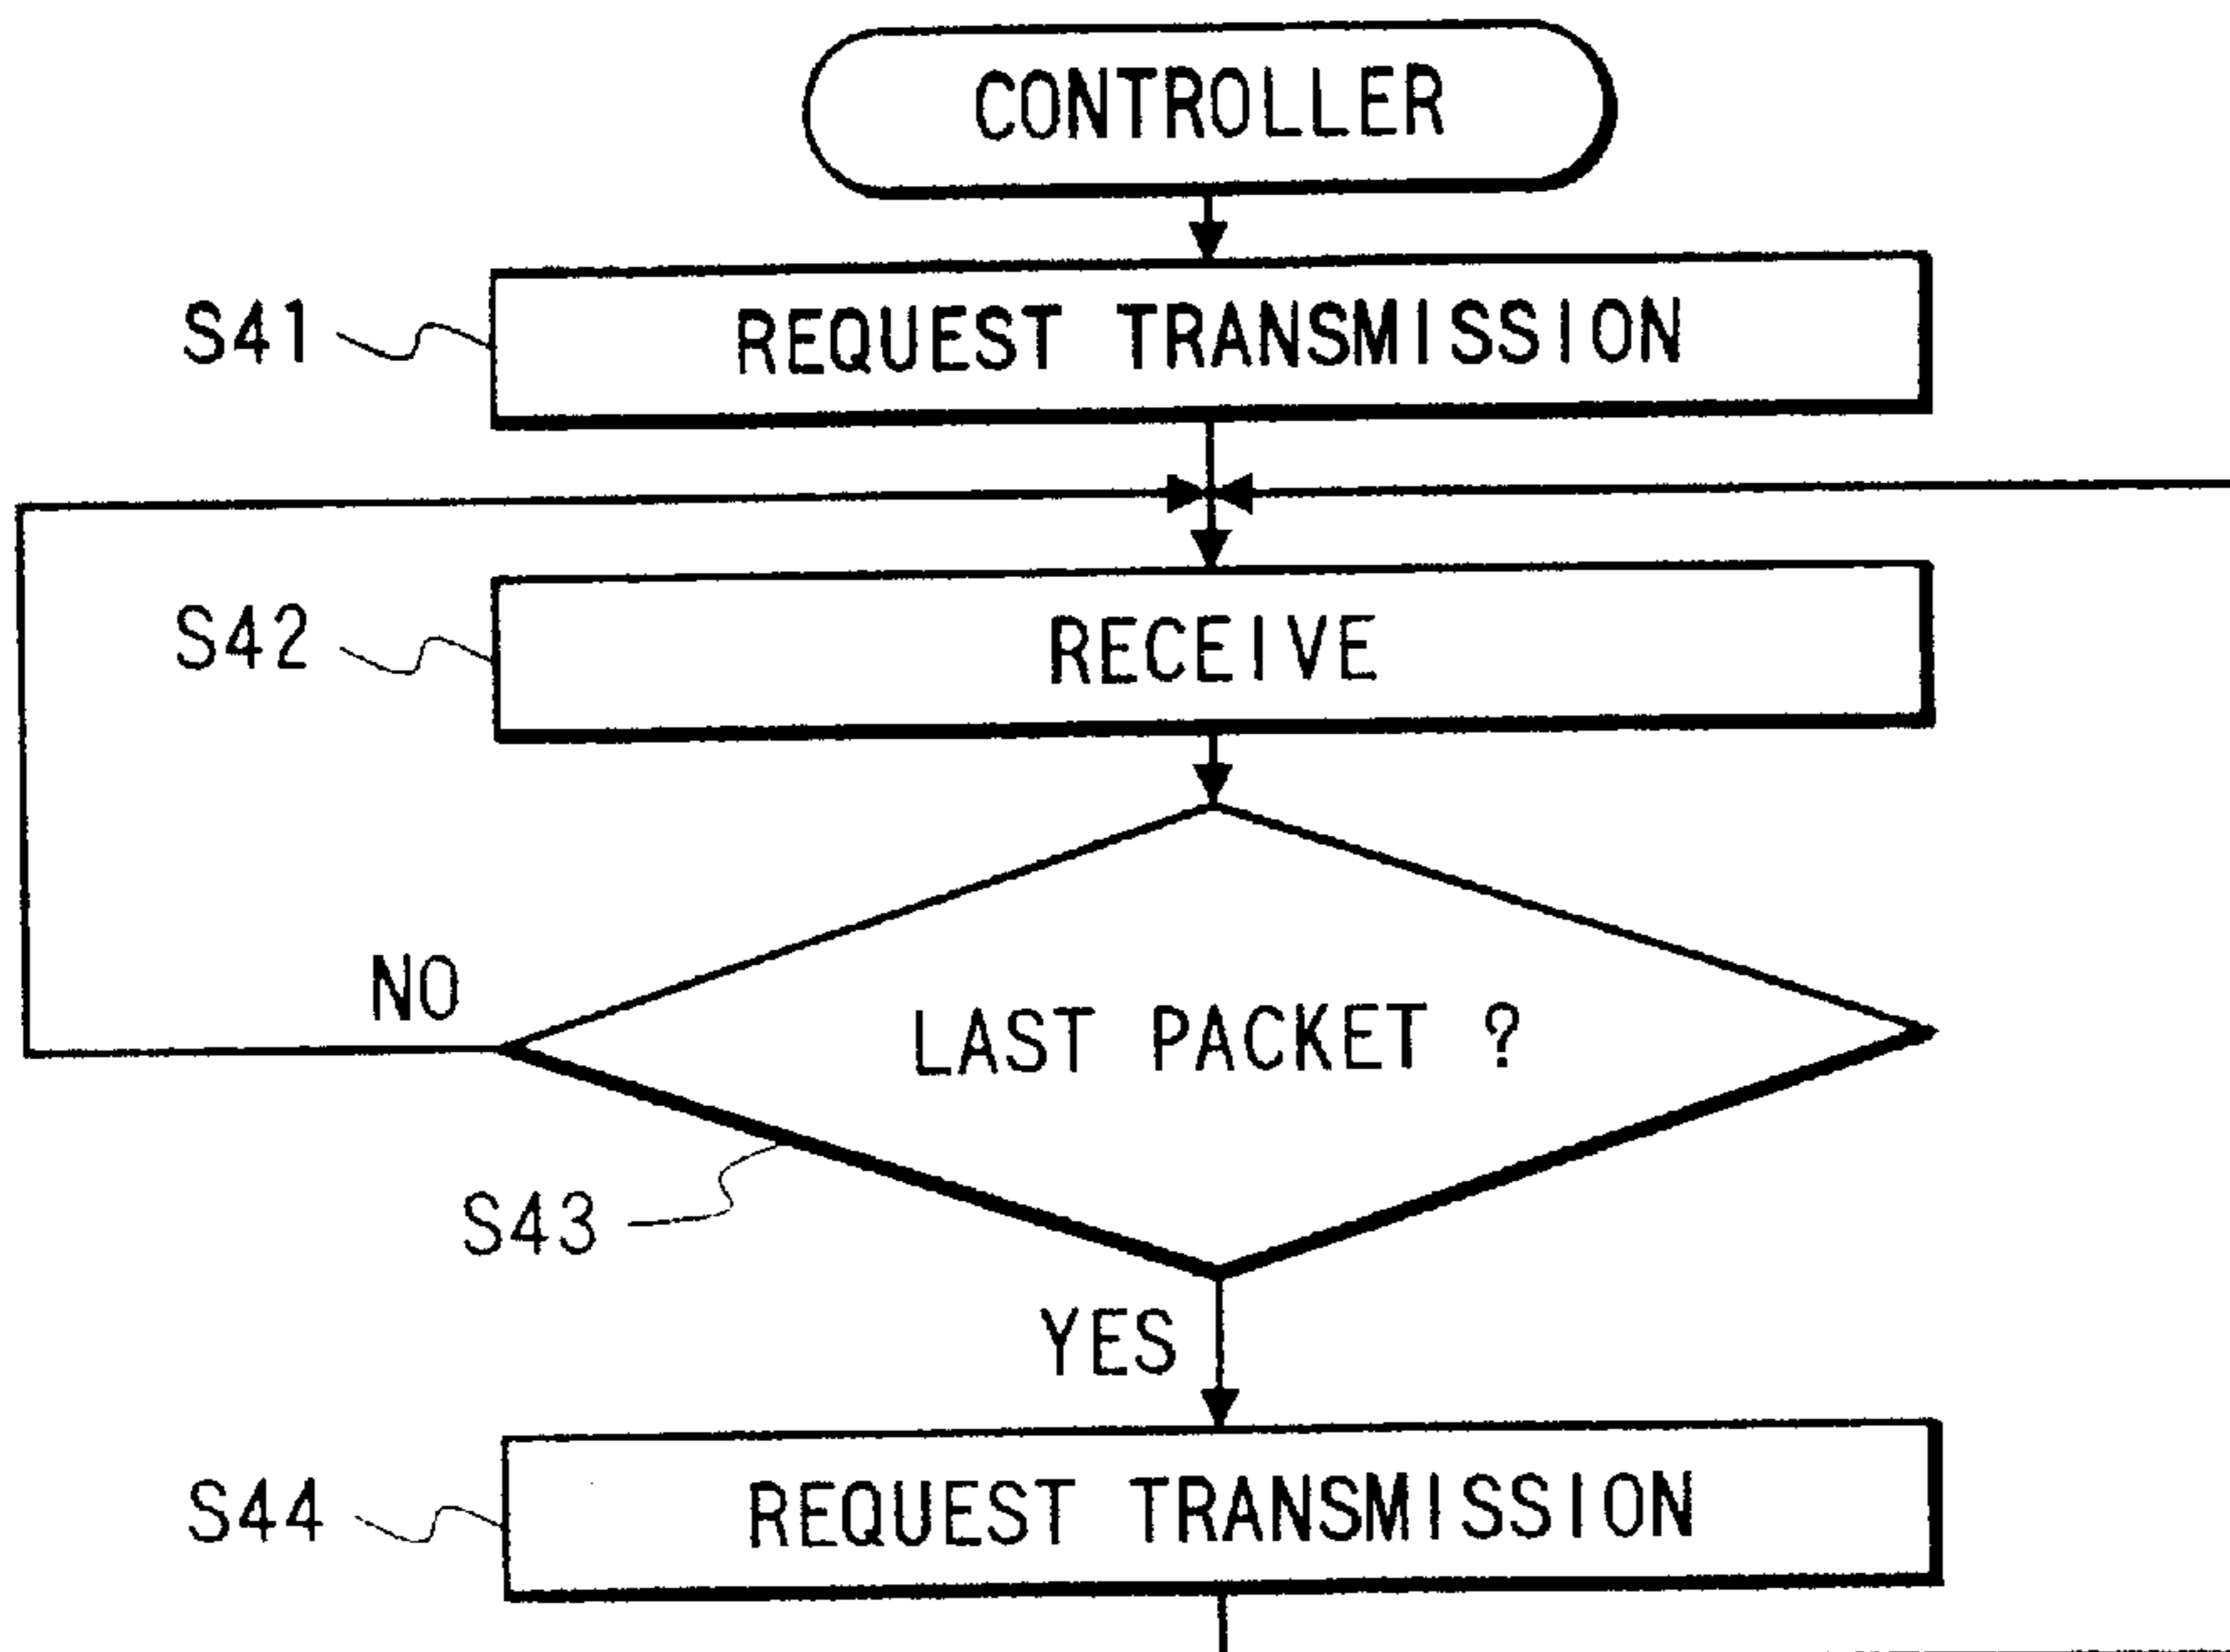 CONTROLLER
S41
REQUEST TRANSMISSION
S42
RECEIVE
NO
LAST PACKET ?
S43
YES
S44
REQUEST TRANSMISSION